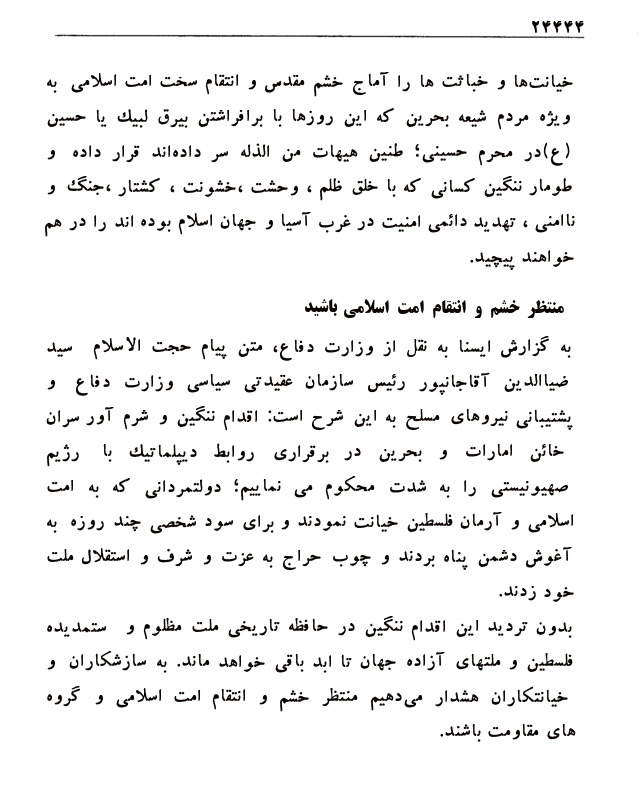 ۲۴۴۴۴
خیانت‌ها و خباثت ها را آماج خشم مقدس و انتقام سخت امت اسلامی به
ویژه مردم شیعه بحرین که این روزها با برافراشتن بیرق لبیك یا حسین
(ع)در محرم حسینی؛ طنین هیهات من الذله سر داده‌اند قرار داده و
طومار ننگین کسانی که با خلق ظلم ، وحشت ،خشونت ، کشتار ،جنگ و
ناامنی ، تهدید دائمی امنیت در غرب آسیا و جهان اسلام بوده اند را در هم
خواهند پیچید.
منتظر خشم و انتقام امت اسلامی باشید
به گزارش ایسنا به نقل از وزارت دفاع، متن پیام حجت الاسلام سید
ضیاالدین آقاجانپور رئیس سازمان عقیدتی سیاسی وزارت دفاع و
پشتیبانی نیروهای مسلح به این شرح است: اقدام ننگین و شرم آور سران
خائن امارات و بحرین در برقراری روابط دیپلماتیك با رژیم
صهیونیستی را به شدت محکوم می نماییم؛ دولتمردانی که به امت
اسلامی و آرمان فلسطین خیانت نمودند و برای سود شخصی چند روزه به
آغوش دشمن پناه بردند و چوب حراج به عزت و شرف و استقلال ملت
خود زدند.
بدون تردید این اقدام ننگین در حافظه تاریخی ملت مظلوم و ستمدیده
فلسطین و ملتهای آزاده جهان تا ابد باقی خواهد ماند. به سازشکاران و
خیانتکاران هشدار می‌دهیم منتظر خشم و انتقام امت اسلامی و گروه
های مقاومت باشند.